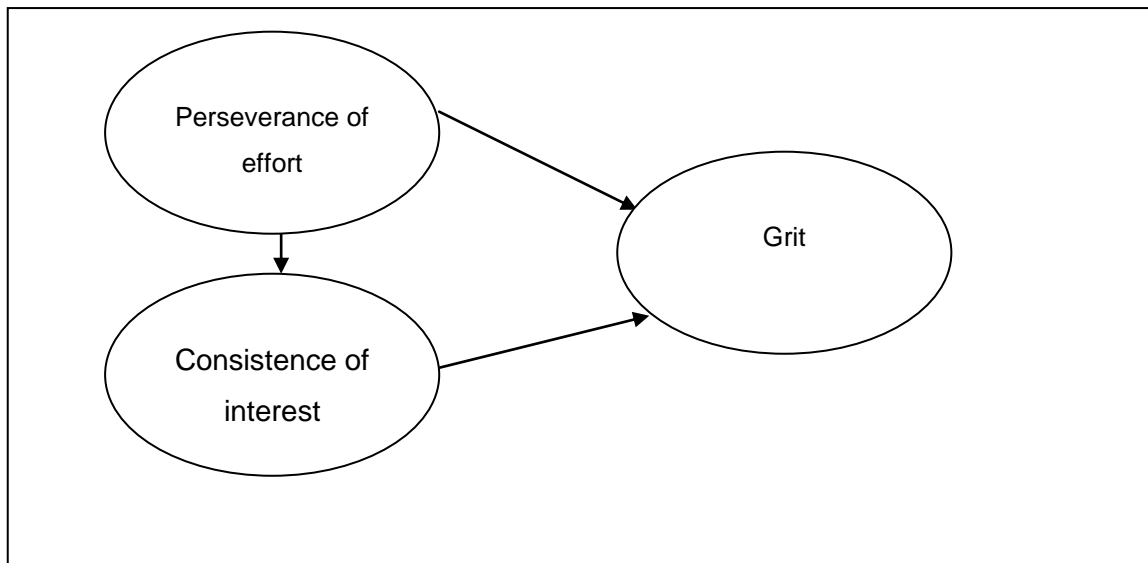 Perseverance of
effort
Grit
Consistence of
interest